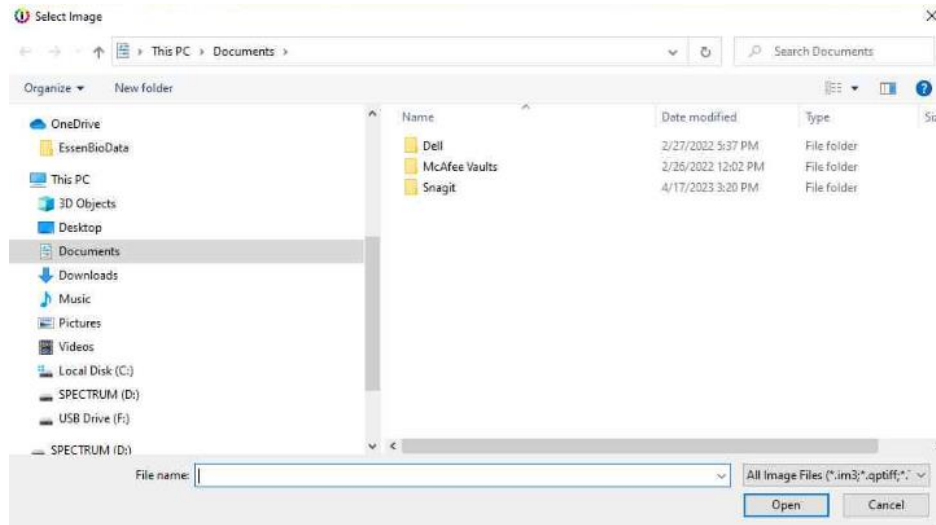 Select Image
This PC › Documents ›
Search Documents
Organize
New folder
OneDrive
EssenBioData
This PC
3D Objects
Desktop
Documents
Downloads
Music
Pictures
Videos
Local Disk (C:)
SPECTRUM (D:)
USB Drive (F:)
SPECTRUM (D:)
Name Date modified Type
Dell 2/27/2022 5:37 PM File folder
McAfee Vaults 2/26/2022 12:02 PM File folder
Snagit 4/17/2023 3:20 PM File folder
File name:
All Image Files (*.im3;*.qptiff;*.
Open Cancel